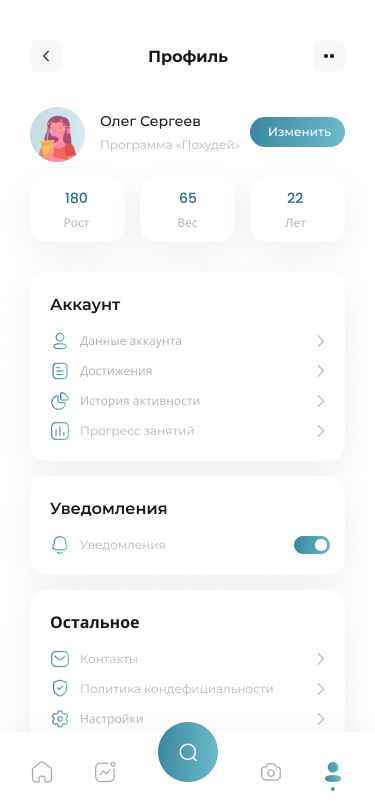 Профиль
Олег Сергеев
Программа «Похудей»
Изменить
180
65
22
Рост
Вес
Лет
Аккаунт
Данные аккаунта
Достижения
История активности
Прогресс занятий
Уведомления
Уведомления
Остальное
Контакты
Политика кондефициальности
Настройки